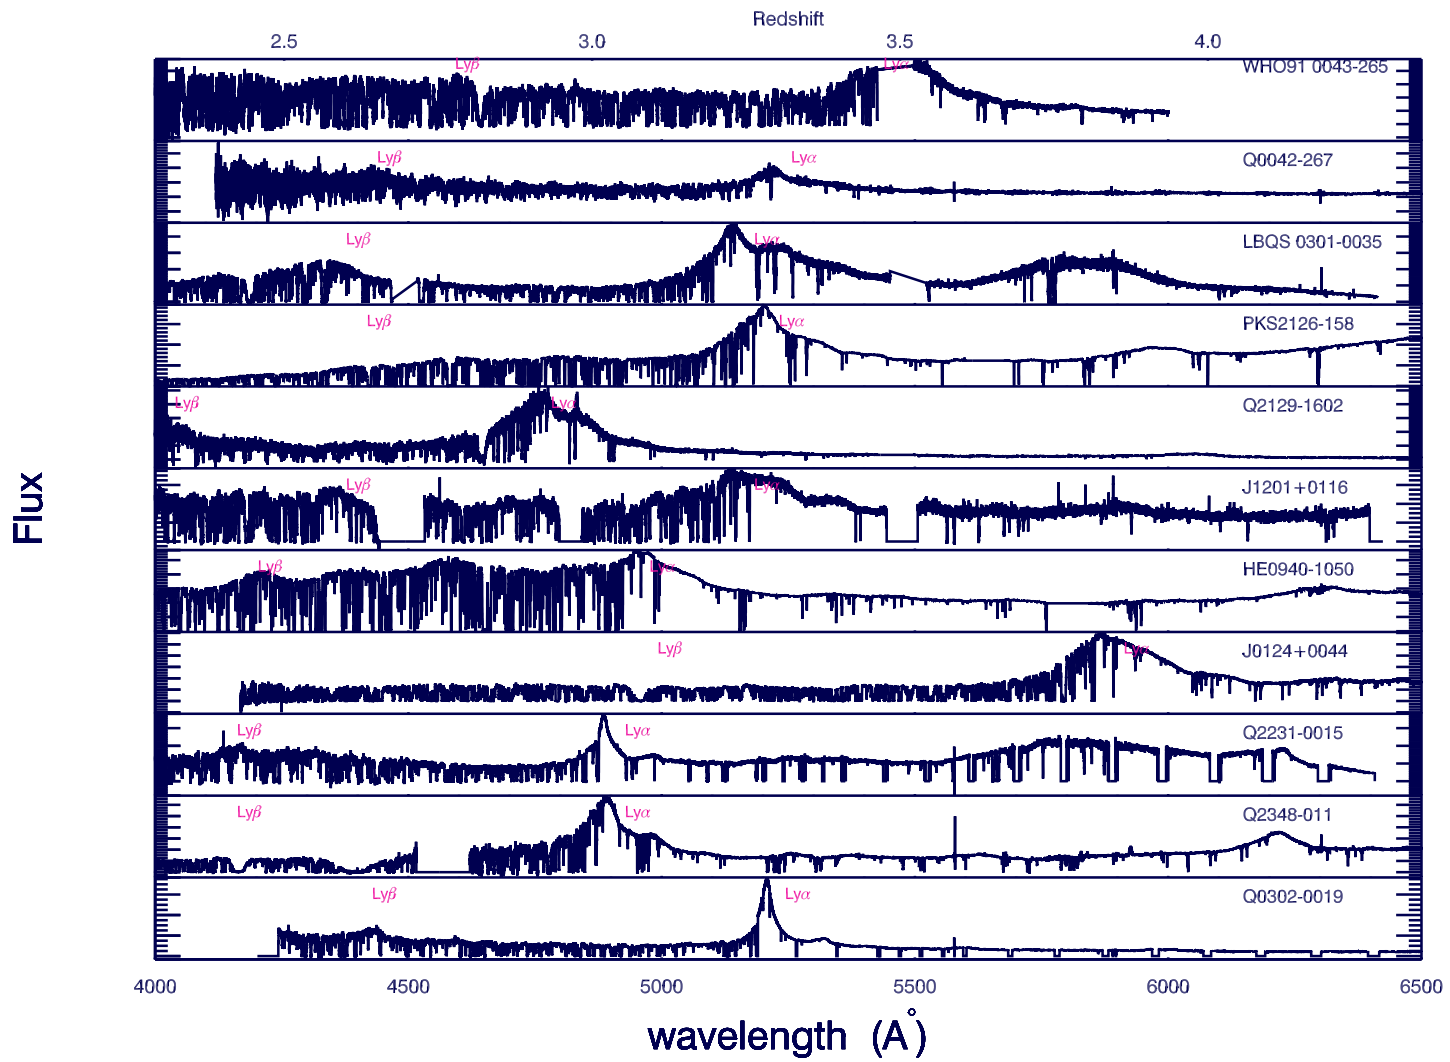 Redshift
2.5 3.0 3.5 4.0
Lyβ Lyα WHO91 0043-265
Lyβ Lyα Q0042-267
Lyβ Lyα LBQS 0301-0035
Lyβ Lyα PKS2126-158
Lyβ Lyα Q2129-1602
Lyβ Lyα J1201+0116
Lyβ Lyα HE0940-1050
Lyβ Lyα J0124+0044
Lyβ Lyα Q2231-0015
Lyβ Lyα Q2348-011
Lyβ Lyα Q0302-0019
Flux
4000 4500 5000 5500 6000 6500
wavelength (A°)